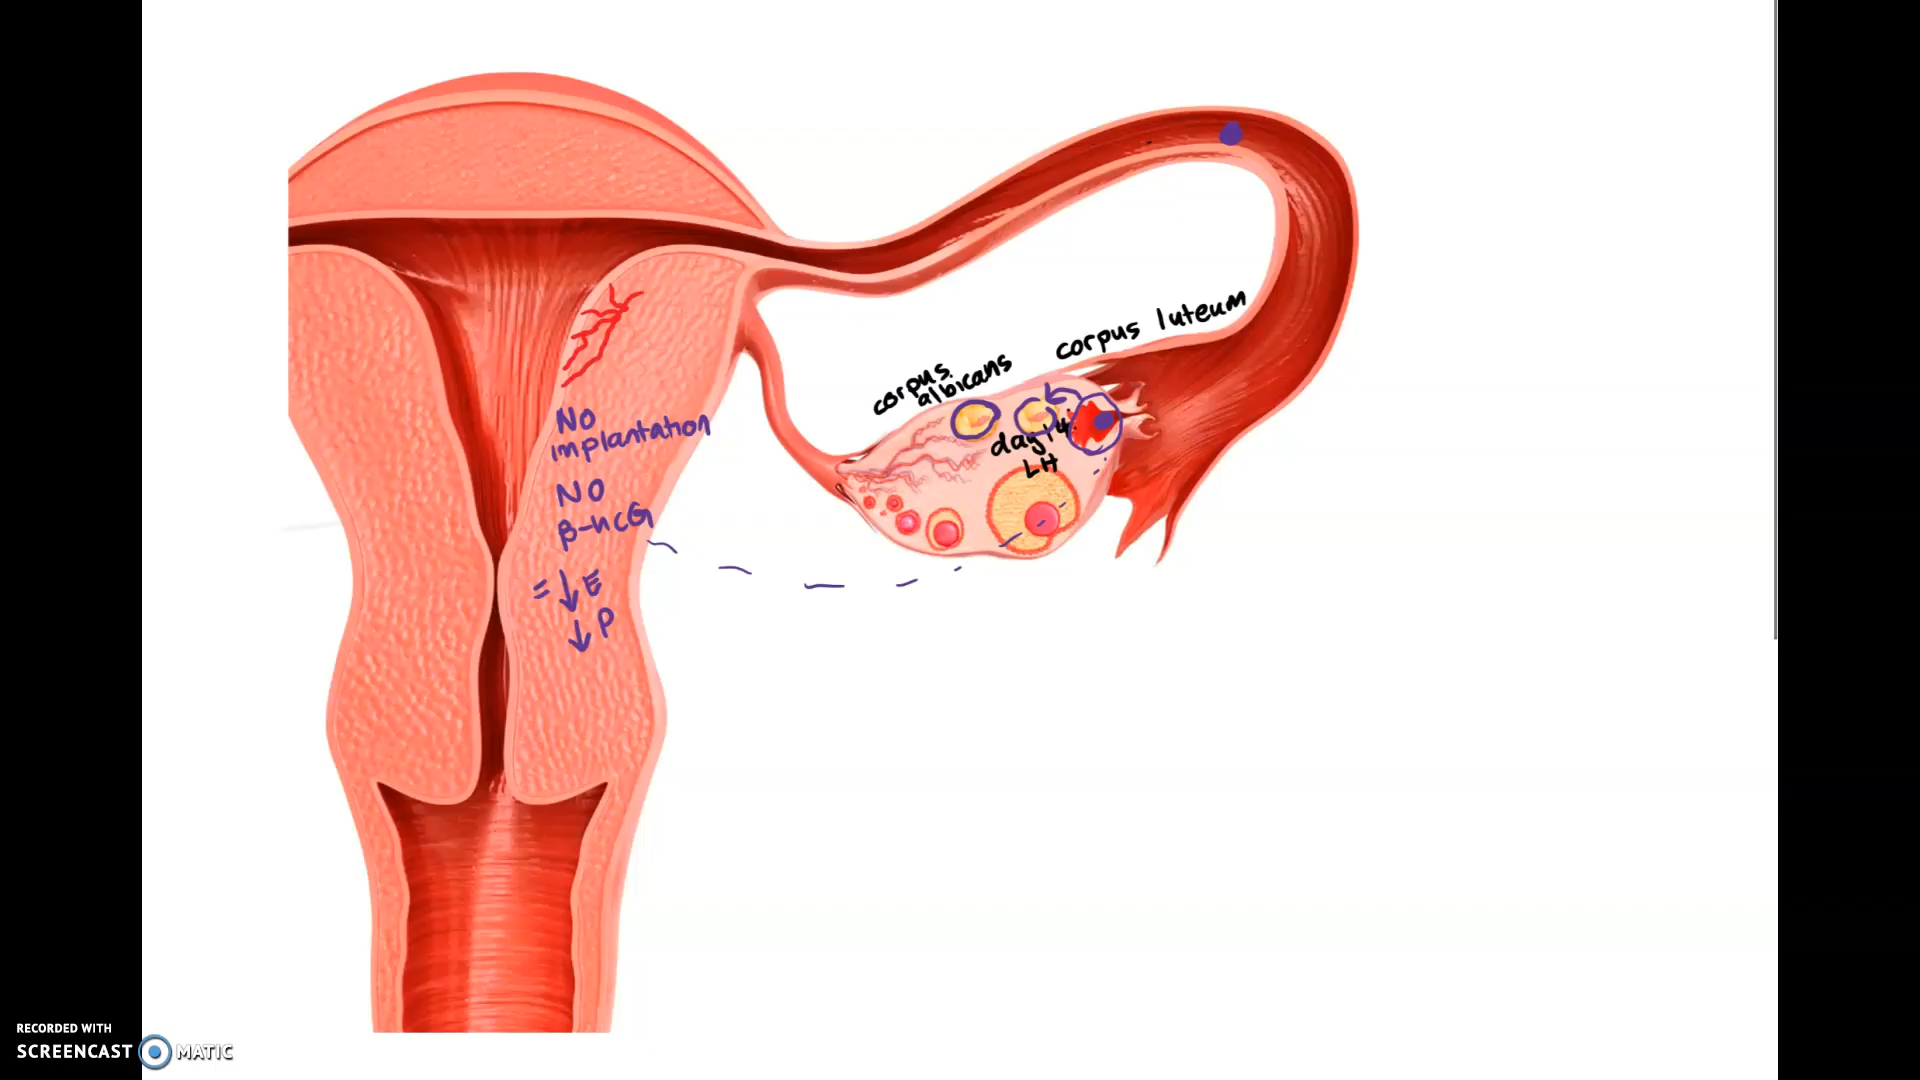 corpus luteum
corpus
albicans
day 14
LH
NO
implantation
NO
β-hCG
= ↓ E
↓ P
RECORDED WITH
SCREENCAST MATIC